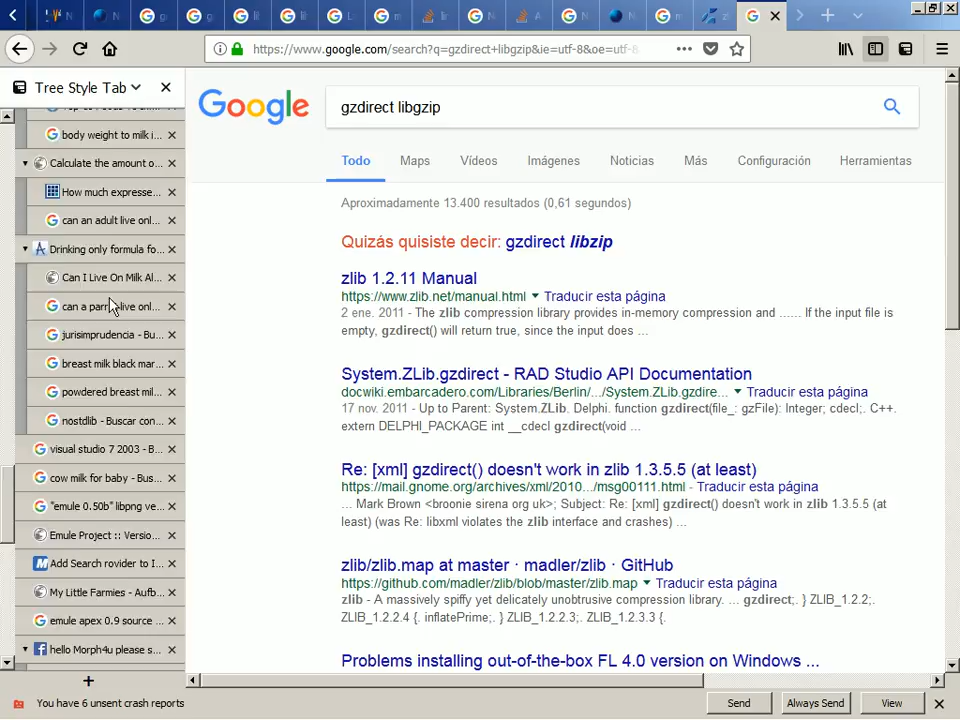 https://www.google.com/search?q=gzdirect+libgzip&ie=utf-8&oe=utf-8
Tree Style Tab
body weight to milk i...
Calculate the amount o...
How much expresse...
can an adult live onl...
Drinking only formula fo...
Can I Live On Milk Al...
can a parr live onl...
jurisimprudencia - Bu...
breast milk black mar...
powdered breast mil...
nostdlib - Buscar con...
visual studio 7 2003 - B...
cow milk for baby - Bus...
"emule 0.50b" libpng ve...
Emule Project :: Versio...
Add Search rovider to I...
My Little Farmies - Aufb...
emule apex 0.9 source ...
hello Morph4u please s...
Google
gzdirect libgzip
Todo Maps Vídeos Imágenes Noticias Más Configuración Herramientas
Aproximadamente 13.400 resultados (0,61 segundos)
Quizás quisiste decir: gzdirect libzip
zlib 1.2.11 Manual
https://www.zlib.net/manual.html Traducir esta página
2 ene. 2011 - The zlib compression library provides in-memory compression and ...... If the input file is
empty, gzdirect() will return true, since the input does ...
System.ZLib.gzdirect - RAD Studio API Documentation
docwiki.embarcadero.com/Libraries/Berlin/.../System.ZLib.gzdire... Traducir esta página
17 nov. 2011 - Up to Parent: System.ZLib. Delphi. function gzdirect(file_: gzFile): Integer; cdecl;. C++.
extern DELPHI_PACKAGE int __cdecl gzdirect(void ...
Re: [xml] gzdirect() doesn't work in zlib 1.3.5.5 (at least)
https://mail.gnome.org/archives/xml/2010.../msg00111.html - Traducir esta página
... Mark Brown <broonie sirena org uk>; Subject: Re: [xml] gzdirect() doesn't work in zlib 1.3.5.5 (at
least) (was Re: libxml violates the zlib interface and crashes) ...
zlib/zlib.map at master · madler/zlib · GitHub
https://github.com/madler/zlib/blob/master/zlib.map Traducir esta página
zlib - A massively spiffy yet delicately unobtrusive compression library. ... gzdirect;. } ZLIB_1.2.2;.
ZLIB_1.2.2.4 {. inflatePrime;. } ZLIB_1.2.2.3;. ZLIB_1.2.3.3 {.
Problems installing out-of-the-box FL 4.0 version on Windows ...
You have 6 unsent crash reports
Send Always Send View